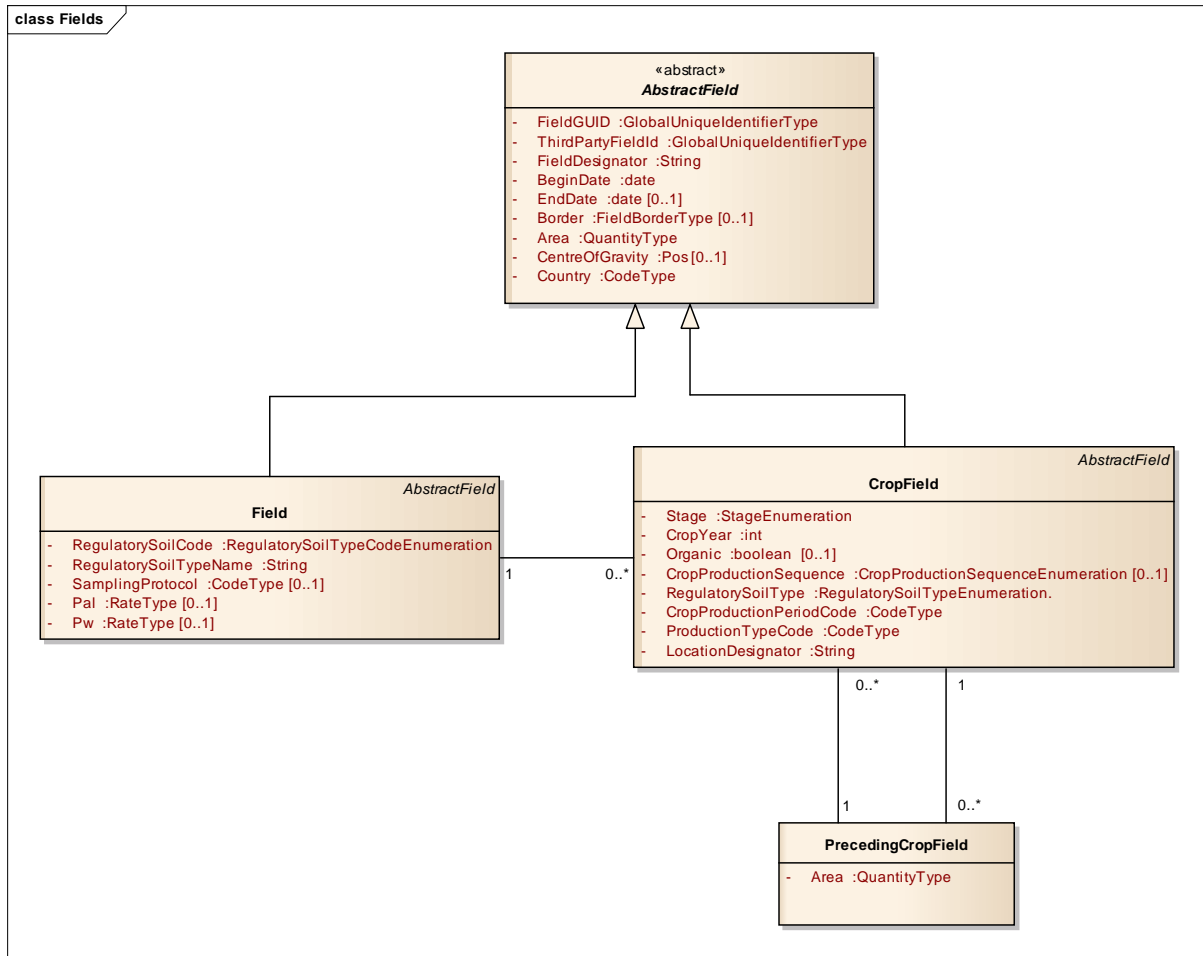 class Fields
«abstract»
AbstractField
- FieldGUID :GlobalUniqueIdentifierType
- ThirdPartyFieldId :GlobalUniqueIdentifierType
- FieldDesignator :String
- BeginDate :date
- EndDate :date [0..1]
- Border :FieldBorderType [0..1]
- Area :QuantityType
- CentreOfGravity :Pos [0..1]
- Country :CodeType
AbstractField
Field
- RegulatorySoilCode :RegulatorySoilTypeCodeEnumeration
- RegulatorySoilTypeName :String
- SamplingProtocol :CodeType [0..1]
- Pal :RateType [0..1]
- Pw :RateType [0..1]
1
0..*
AbstractField
CropField
- Stage :StageEnumeration
- CropYear :int
- Organic :boolean [0..1]
- CropProductionSequence :CropProductionSequenceEnumeration [0..1]
- RegulatorySoilType :RegulatorySoilTypeEnumeration.
- CropProductionPeriodCode :CodeType
- ProductionTypeCode :CodeType
- LocationDesignator :String
0..*
1
1
0..*
PrecedingCropField
- Area :QuantityType